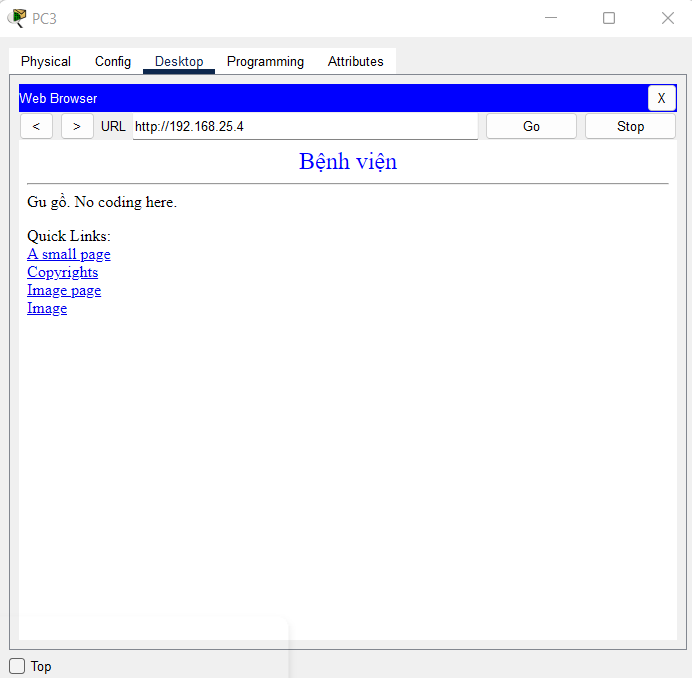 PC3
Physical Config Desktop Programming Attributes
Web Browser X
< > URL http://192.168.25.4 Go Stop
Bệnh viện
Gu gồ. No coding here.
Quick Links:
A small page
Copyrights
Image page
Image
Top